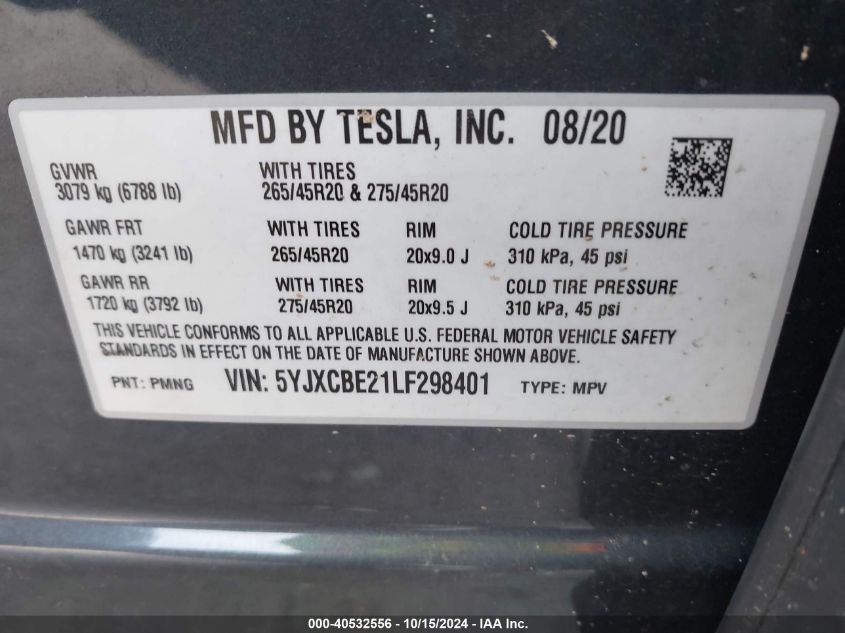 MFD BY TESLA, INC. 08/20
GVWR WITH TIRES
3079 kg (6788 lb) 265/45R20 & 275/45R20
GAWR FRT WITH TIRES RIM COLD TIRE PRESSURE
1470 kg (3241 lb) 265/45R20 20x9.0 J 310 kPa, 45 psi
GAWR RR WITH TIRES RIM COLD TIRE PRESSURE
1720 kg (3792 lb) 275/45R20 20x9.5 J 310 kPa, 45 psi
THIS VEHICLE CONFORMS TO ALL APPLICABLE U.S. FEDERAL MOTOR VEHICLE SAFETY
STANDARDS IN EFFECT ON THE DATE OF MANUFACTURE SHOWN ABOVE.
PNT: PMNG VIN: 5YJXCBE21LF298401 TYPE: MPV
000-40532556 - 10/15/2024 - IAA Inc.